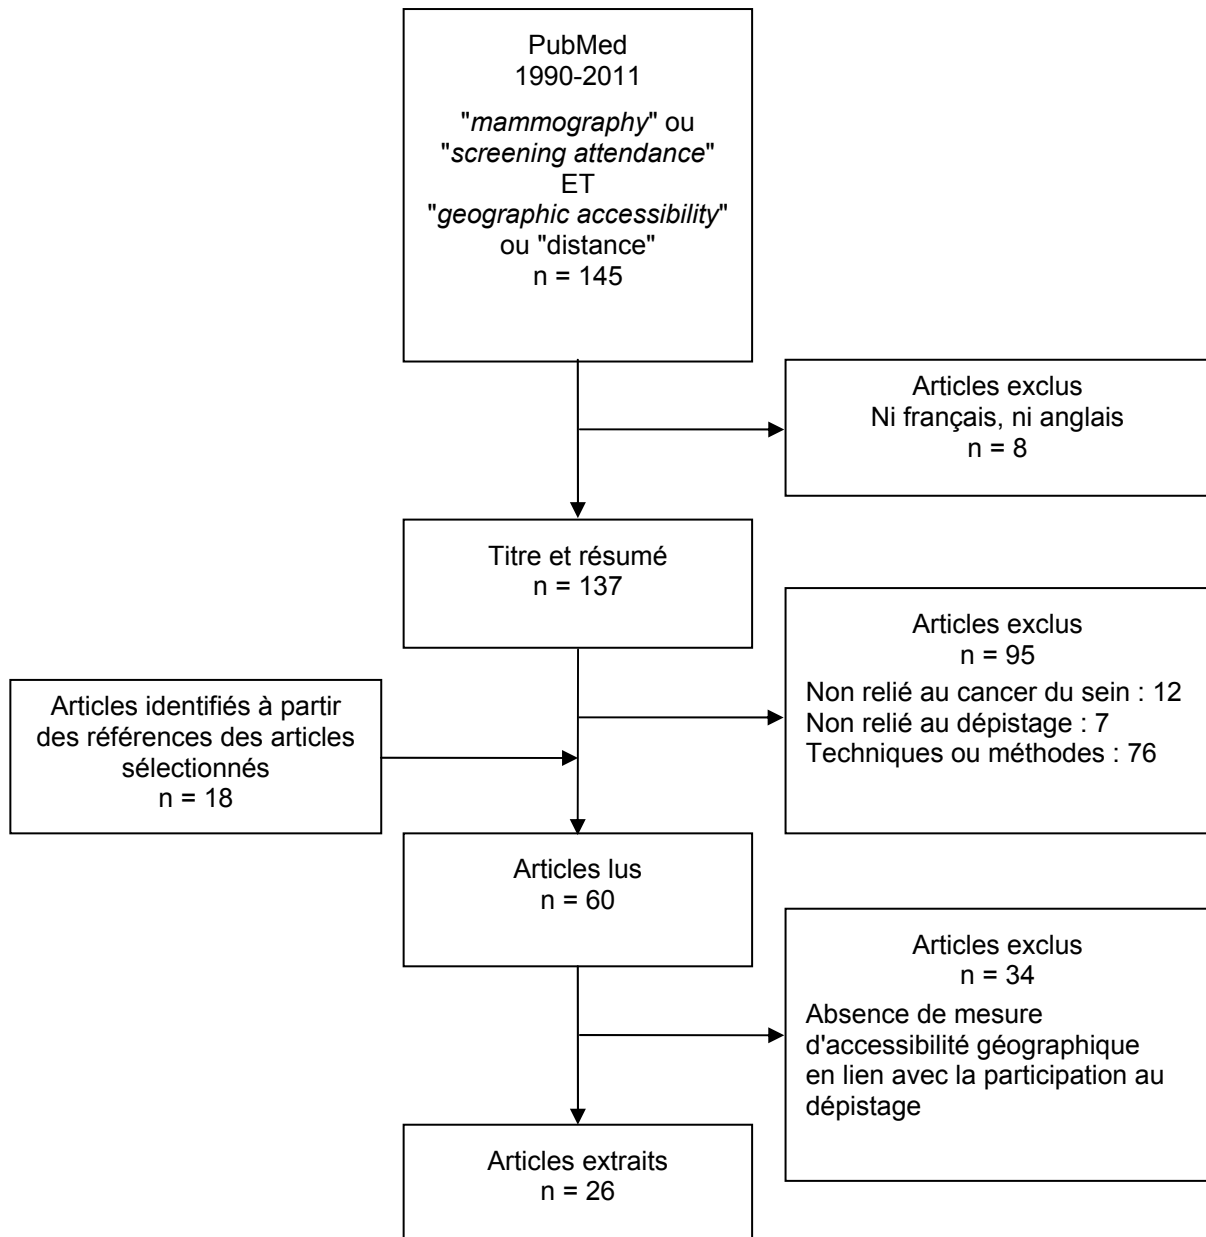 PubMed
1990-2011
"mammography" ou
"screening attendance"
ET
"geographic accessibility"
ou "distance"
n = 145
Articles exclus
Ni français, ni anglais
n = 8
Titre et résumé
n = 137
Articles exclus
n = 95
Non relié au cancer du sein : 12
Non relié au dépistage : 7
Techniques ou méthodes : 76
Articles identifiés à partir
des références des articles
sélectionnés
n = 18
Articles lus
n = 60
Articles exclus
n = 34
Absence de mesure
d'accessibilité géographique
en lien avec la participation au
dépistage
Articles extraits
n = 26